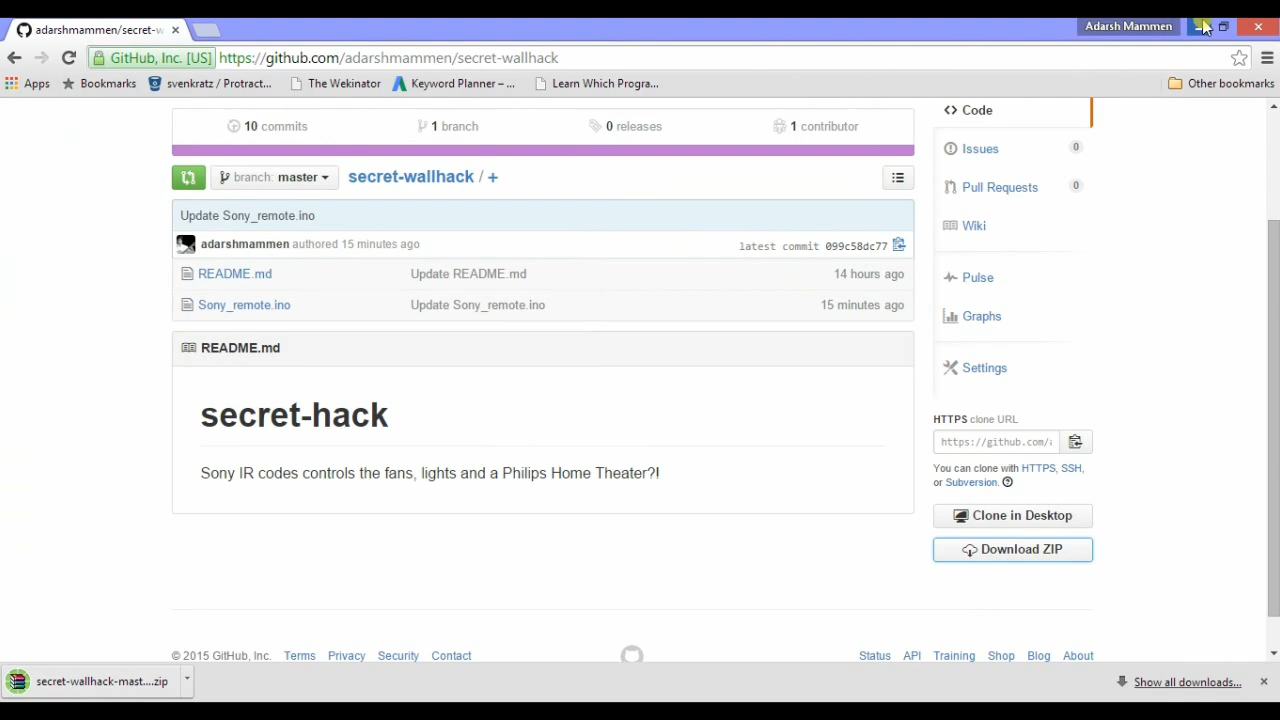 adarshmammen/secret-w
Adarsh Mammen
GitHub, Inc. [US] https://github.com/adarshmammen/secret-wallhack
Apps Bookmarks svenkratz / Protract... The Wekinator Keyword Planner – ... Learn Which Progra... Other bookmarks
10 commits 1 branch 0 releases 1 contributor
branch: master secret-wallhack / +
Update Sony_remote.ino
adarshmammen authored 15 minutes ago latest commit 099c58dc77
README.md Update README.md 14 hours ago
Sony_remote.ino Update Sony_remote.ino 15 minutes ago
README.md
secret-hack
Sony IR codes controls the fans, lights and a Philips Home Theater?!
Code
Issues 0
Pull Requests 0
Wiki
Pulse
Graphs
Settings
HTTPS clone URL
https://github.com/a
You can clone with HTTPS, SSH,
or Subversion.
Clone in Desktop
Download ZIP
© 2015 GitHub, Inc. Terms Privacy Security Contact
Status API Training Shop Blog About
secret-wallhack-mast....zip Show all downloads...